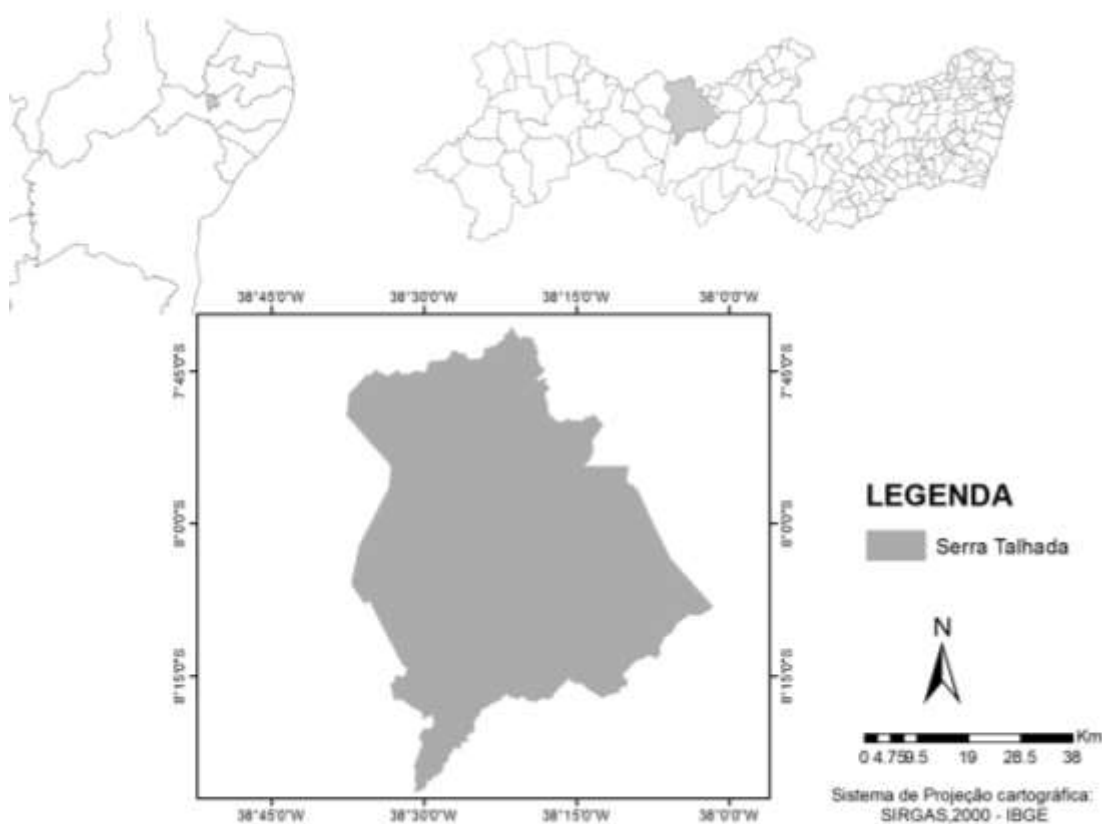 38°45'0"W 38°30'0"W 38°15'0"W 38°0'0"W
7°45'0"S 7°45'0"S
8°0'0"S 8°0'0"S
8°15'0"S 8°15'0"S
38°45'0"W 38°30'0"W 38°15'0"W 38°0'0"W
LEGENDA
Serra Talhada
N
Km
0 4.75 9.5 19 28.5 38
Sistema de Projeção cartográfica:
SIRGAS,2000 - IBGE